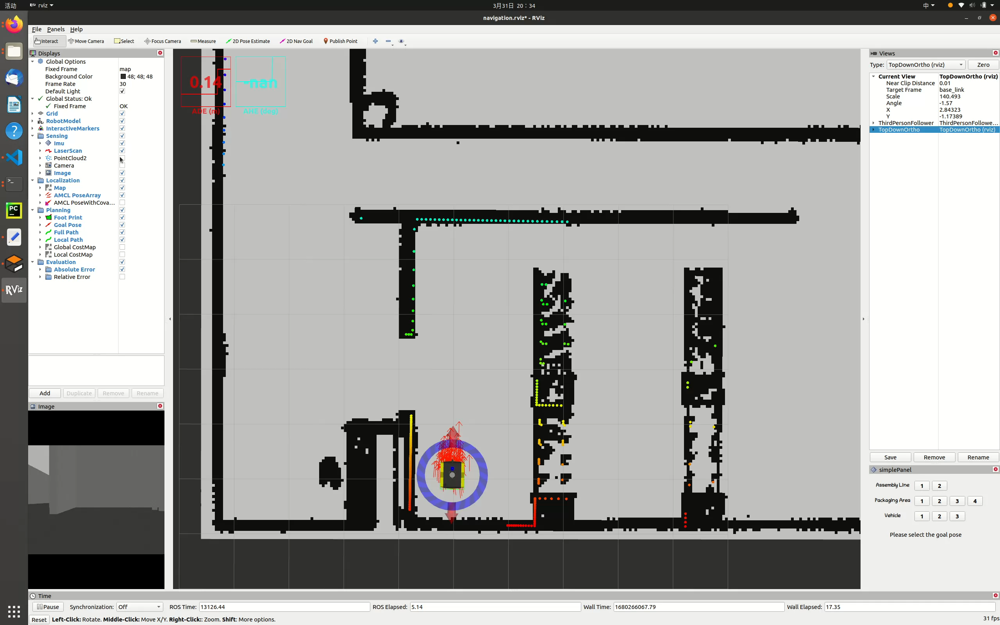 活动 rviz 3月31日 20：34 中
navigation.rviz* - RViz
File Panels Help
Interact Move Camera Select Focus Camera Measure 2D Pose Estimate 2D Nav Goal Publish Point
Displays
Global Options
Fixed Frame map
Background Color 48; 48; 48
Frame Rate 30
Default Light
Global Status: Ok
Fixed Frame OK
Grid
RobotModel
InteractiveMarkers
Sensing
Imu
LaserScan
PointCloud2
Camera
Image
Localization
Map
AMCL PoseArray
AMCL PoseWithCova...
Planning
Foot Print
Goal Pose
Full Path
Local Path
Global CostMap
Local CostMap
Evaluation
Absolute Error
Relative Error
Add Duplicate Remove Rename
Image
PC
>_
RViz
0.14 -nan
ADE (m) AHE (deg)
Views
Type: TopDownOrtho (rviz) Zero
Current View TopDownOrtho (rviz)
Near Clip Distance 0.01
Target Frame base_link
Scale 140.493
Angle -1.57
X 2.84323
Y -1.17389
ThirdPersonFollower ThirdPersonFollowe...
TopDownOrtho TopDownOrtho (rviz)
Save Remove Rename
simplePanel
Assembly Line 1 2
Packaging Area 1 2 3 4
Vehicle 1 2 3
Please select the goal pose
Time
Pause Synchronization: Off ROS Time: 13126.44 ROS Elapsed: 5.14 Wall Time: 1680266067.79 Wall Elapsed: 17.35
Reset Left-Click: Rotate. Middle-Click: Move X/Y. Right-Click:: Zoom. Shift: More options. 31 fps